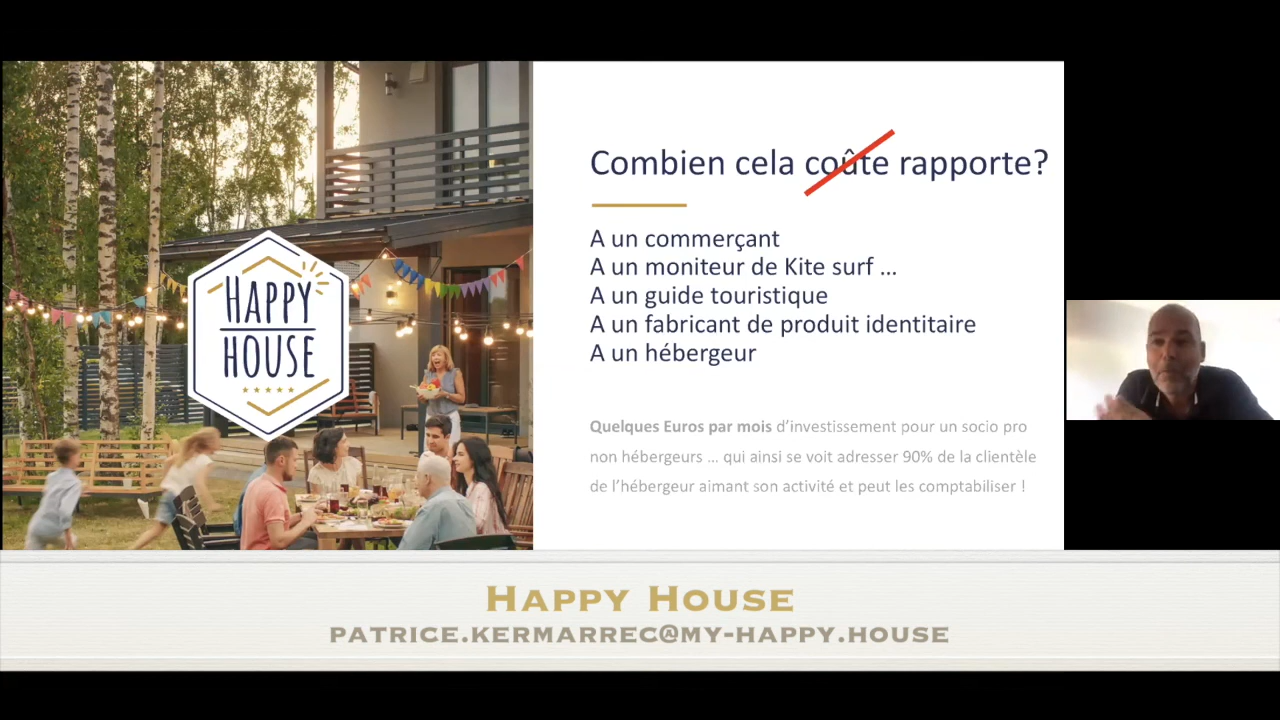 Combien cela coûte rapporte?
A un commerçant
A un moniteur de Kite surf ...
A un guide touristique
A un fabricant de produit identitaire
A un hébergeur
HAPPY
HOUSE
Quelques Euros par mois d'investissement pour un socio pro
non hébergeurs ... qui ainsi se voit adresser 90% de la clientèle
de l'hébergeur aimant son activité et peut les comptabiliser !
HAPPY HOUSE
PATRICE.KERMARREC@MY-HAPPY.HOUSE